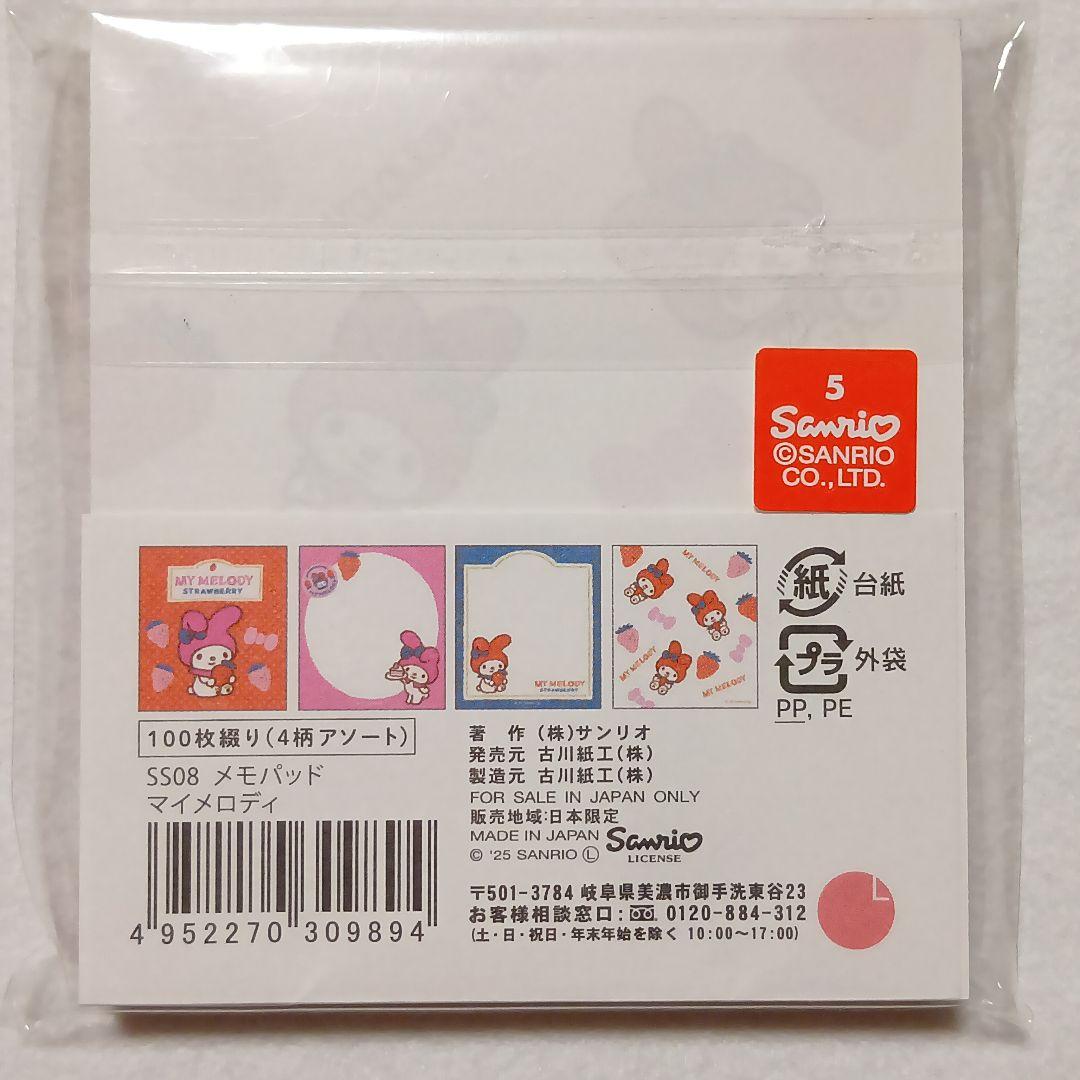 5
Sanrio
©SANRIO
CO.,LTD.
MY MELODY
STRAWBERRY
MY MELODY
STRAWBERRY
MY MELODY
MY MELODY
MY MELODY
紙 台紙
プラ 外袋
PP, PE
100枚綴り(4柄アソート)
SS08 メモパッド
マイメロディ
4 952270 309894
著 作 (株)サンリオ
発売元 古川紙工(株)
製造元 古川紙工(株)
FOR SALE IN JAPAN ONLY
販売地域:日本限定
MADE IN JAPAN
© '25 SANRIO Ⓛ
Sanrio
LICENSE
〒501-3784 岐阜県美濃市御手洗東谷23
お客様相談窓口: 0120-884-312
(土・日・祝日・年末年始を除く 10:00〜17:00)